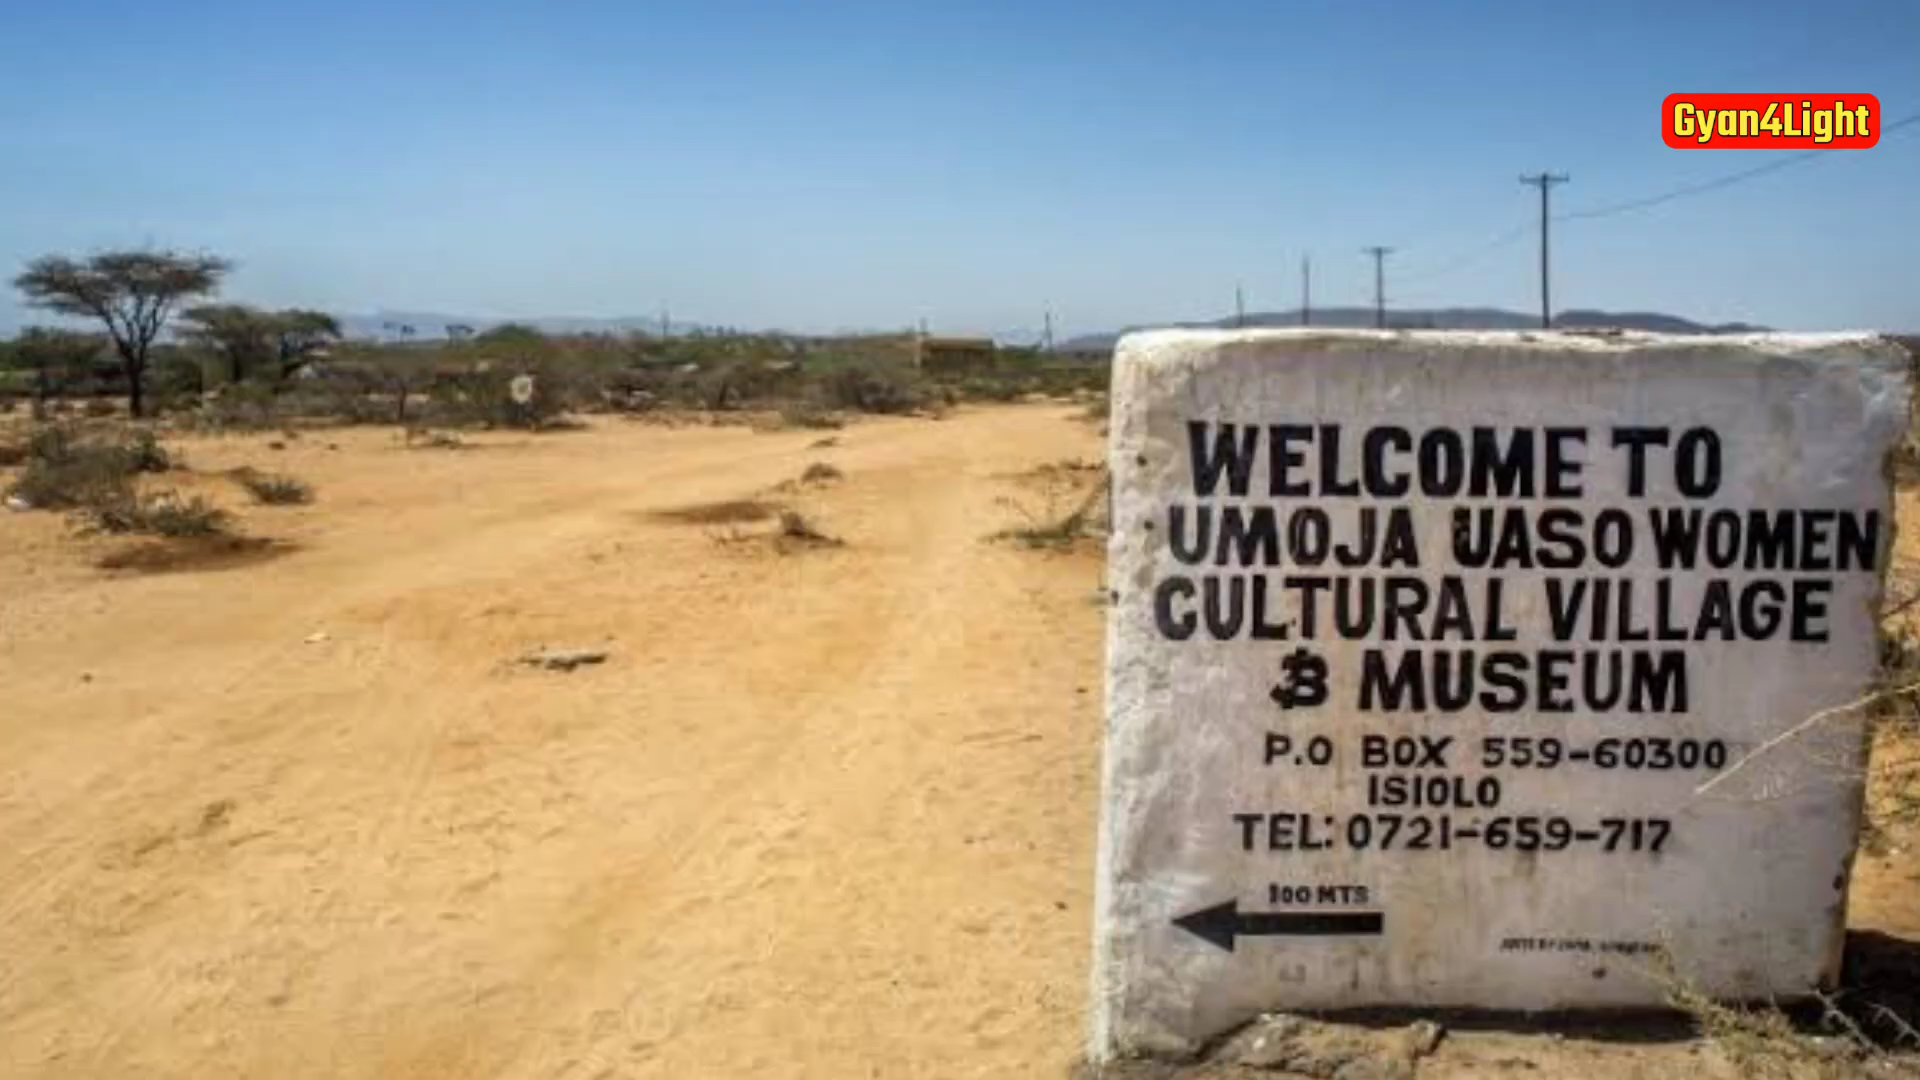 Gyan4Light
WELCOME TO
UMOJA UASO WOMEN
CULTURAL VILLAGE
& MUSEUM
P.O BOX 559-60300
ISIOLO
TEL: 0721-659-717
100 MTS